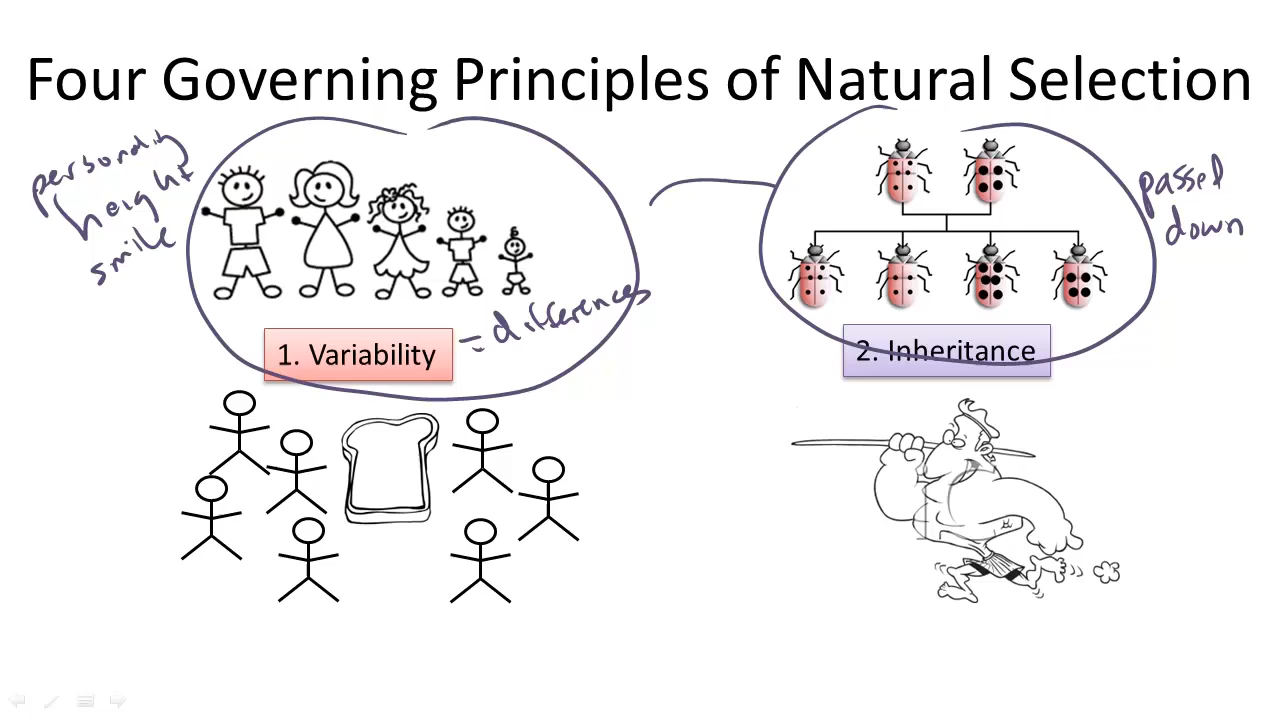 Four Governing Principles of Natural Selection
personality
height
smile
passed
down
= differences
1. Variability
2. Inheritance